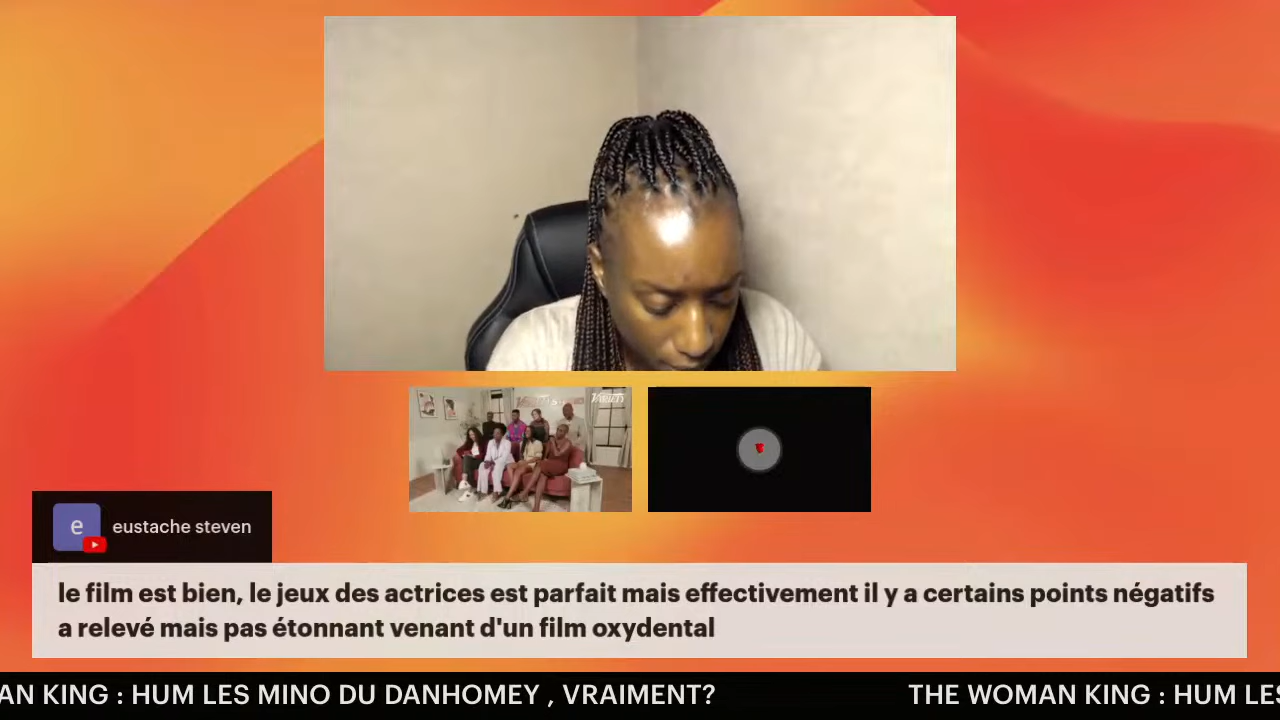 VARIETY
e
eustache steven
le film est bien, le jeux des actrices est parfait mais effectivement il y a certains points négatifs
a relevé mais pas étonnant venant d'un film oxydental
AN KING : HUM LES MINO DU DANHOMEY , VRAIMENT? THE WOMAN KING : HUM LES